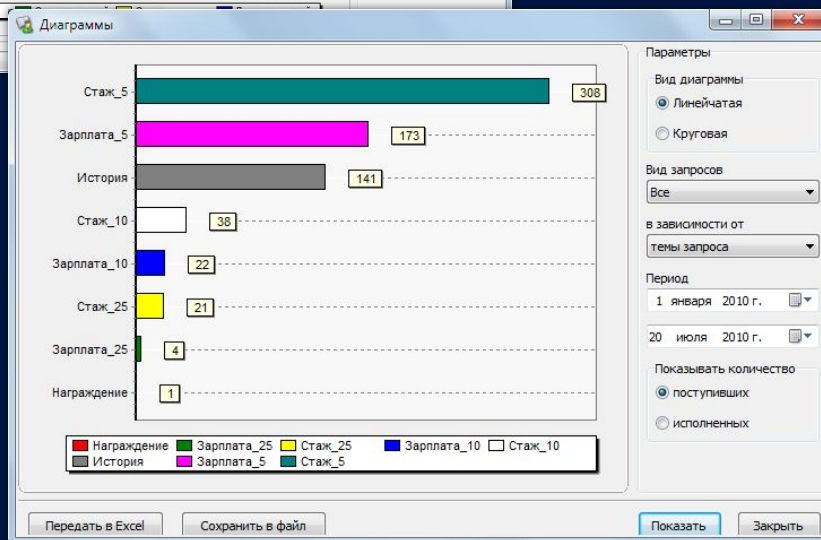 Диаграммы
Стаж_5
308
Зарплата_5
173
История
141
Стаж_10
38
Зарплата_10
22
Стаж_25
21
Зарплата_25
4
Награждение
1
Награждение Зарплата_25 Стаж_25 Зарплата_10 Стаж_10
История Зарплата_5 Стаж_5
Параметры
Вид диаграммы
Линейчатая
Круговая
Вид запросов
Все
в зависимости от
темы запроса
Период
1 января 2010 г.
20 июля 2010 г.
Показывать количество
поступивших
исполненных
Передать в Excel
Сохранить в файл
Показать
Закрыть